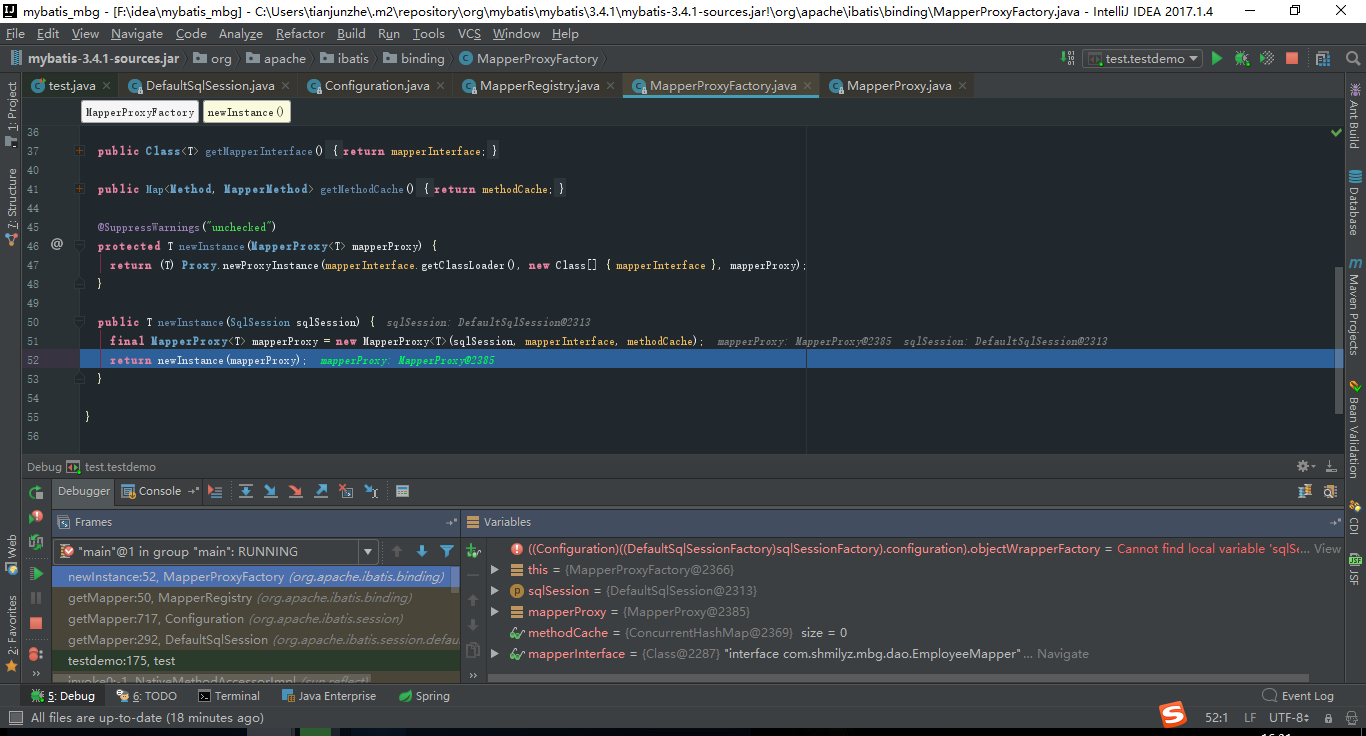 mybatis_mbg - [F:\idea\mybatis_mbg] - C:\Users\tianjunzhe\.m2\repository\org\mybatis\mybatis\3.4.1\mybatis-3.4.1-sources.jar!\org\apache\ibatis\binding\MapperProxyFactory.java - IntelliJ IDEA 2017.1.4
File Edit View Navigate Code Analyze Refactor Build Run Tools VCS Window Help
mybatis-3.4.1-sources.jar org apache ibatis binding MapperProxyFactory test.testdemo
test.java DefaultSqlSession.java Configuration.java MapperRegistry.java MapperProxyFactory.java MapperProxy.java
MapperProxyFactory newInstance()
36
37 public Class<T> getMapperInterface() { return mapperInterface; }
40
41 public Map<Method, MapperMethod> getMethodCache() { return methodCache; }
44
45 @SuppressWarnings("unchecked")
46 @ protected T newInstance(MapperProxy<T> mapperProxy) {
47 return (T) Proxy.newProxyInstance(mapperInterface.getClassLoader(), new Class[] { mapperInterface }, mapperProxy);
48 }
49
50 public T newInstance(SqlSession sqlSession) { sqlSession: DefaultSqlSession@2313
51 final MapperProxy<T> mapperProxy = new MapperProxy<T>(sqlSession, mapperInterface, methodCache); mapperProxy: MapperProxy@2385 sqlSession: DefaultSqlSession@2313
52 return newInstance(mapperProxy); mapperProxy: MapperProxy@2385
53 }
54
55 }
56
1: Project
7: Structure
Web
2: Favorites
Ant Build
Database
Maven Projects
Bean Validation
CDI
JSF
Debug test.testdemo
Debugger Console
Frames
"main"@1 in group "main": RUNNING
newInstance:52, MapperProxyFactory (org.apache.ibatis.binding)
getMapper:50, MapperRegistry (org.apache.ibatis.binding)
getMapper:717, Configuration (org.apache.ibatis.session)
getMapper:292, DefaultSqlSession (org.apache.ibatis.session.defau
testdemo:175, test
invoke0:-1, NativeMethodAccessorImpl (sun.reflect)
Variables
((Configuration)((DefaultSqlSessionFactory)sqlSessionFactory).configuration).objectWrapperFactory = Cannot find local variable 'sqlSe... View
this = {MapperProxyFactory@2366}
sqlSession = {DefaultSqlSession@2313}
mapperProxy = {MapperProxy@2385}
methodCache = {ConcurrentHashMap@2369} size = 0
mapperInterface = {Class@2287} "interface com.shmilyz.mbg.dao.EmployeeMapper"... Navigate
5: Debug 6: TODO Terminal Java Enterprise Spring Event Log
All files are up-to-date (18 minutes ago) 52:1 LF UTF-8